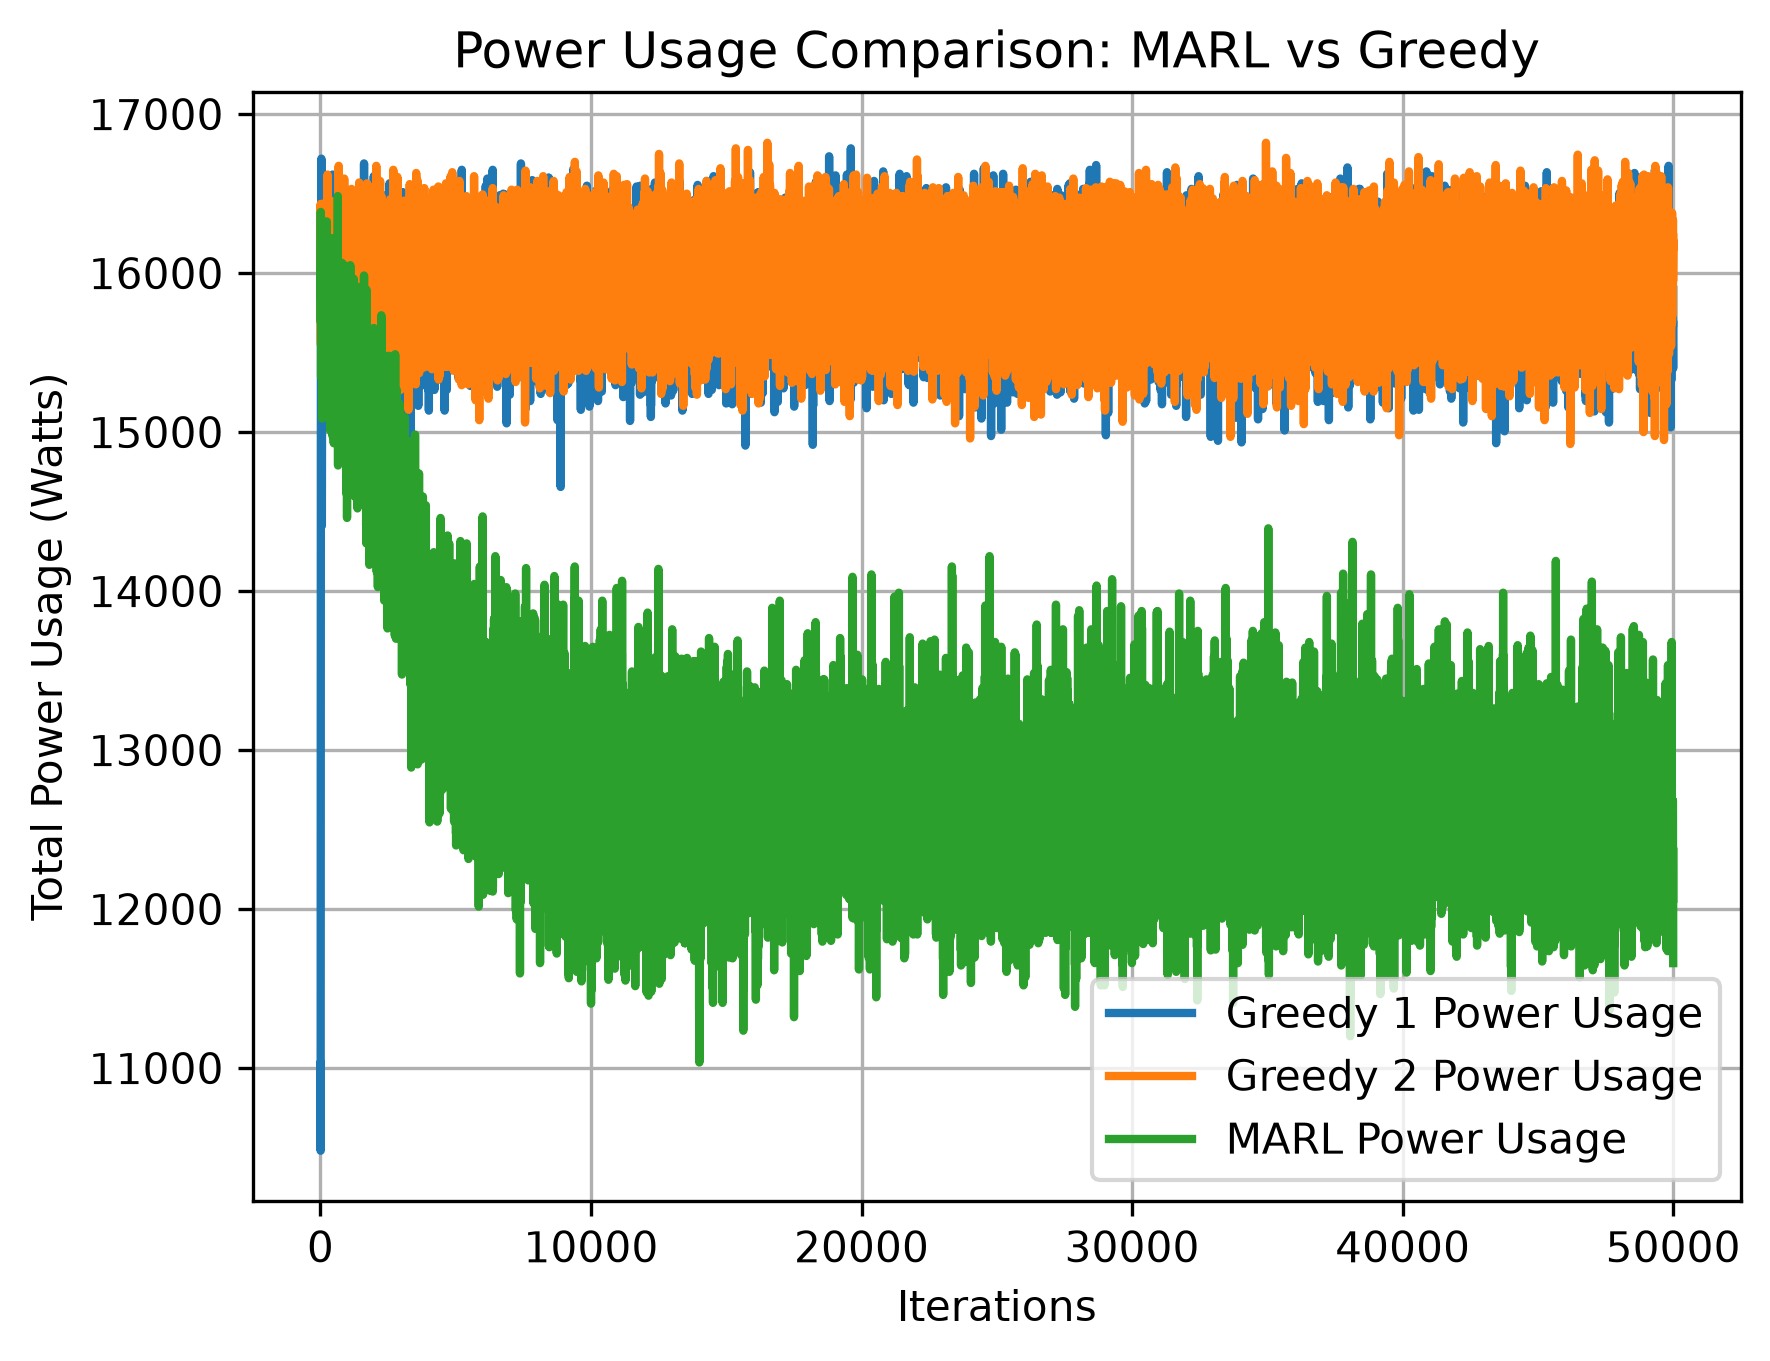 Power Usage Comparison: MARL vs Greedy
17000
16000
15000
14000
13000
12000
11000
Total Power Usage (Watts)
Greedy 1 Power Usage
Greedy 2 Power Usage
MARL Power Usage
0 10000 20000 30000 40000 50000
Iterations